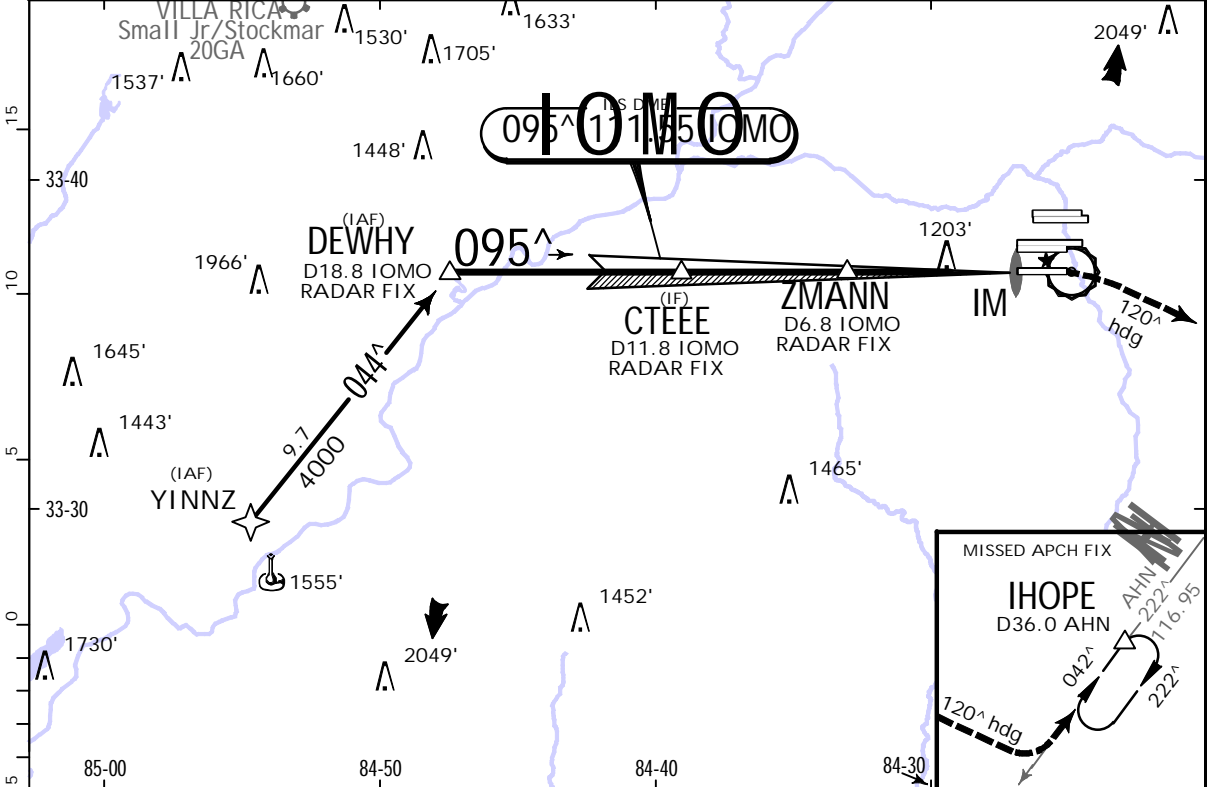 VILLA RICA
Small Jr/Stockmar
20GA
1530'
1633'
1705'
2049'
1537'
1660'
ILS DME
IOMO
095^ 111.55 IOMO
15
1448'
33-40
(IAF)
DEWHY
D18.8 IOMO
RADAR FIX
095^
1203'
1966'
10
(IF)
CTEEE
D11.8 IOMO
RADAR FIX
ZMANN
D6.8 IOMO
RADAR FIX
IM
120^
hdg
1645'
044^
1443'
9.7
4000
5
(IAF)
YINNZ
1465'
33-30
1555'
MISSED APCH FIX
IHOPE
D36.0 AHN
AHN
222^
116.95
042^
222^
120^ hdg
0
1452'
1730'
2049'
5
85-00
84-50
84-40
84-30